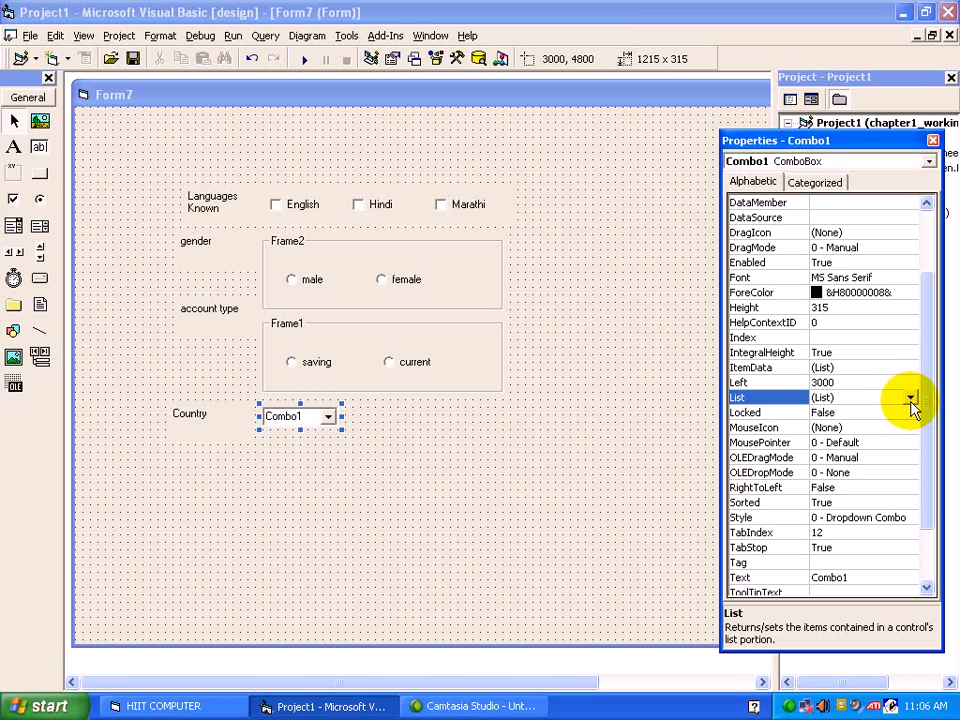 Project1 - Microsoft Visual Basic [design] - [Form7 (Form)]
File Edit View Project Format Debug Run Query Diagram Tools Add-Ins Window Help
3000, 4800 1215 x 315
General
Form7
Project - Project1
Project1 (chapter1_workin
Languages
Known
English Hindi Marathi
gender
Frame2
male female
account type
Frame1
saving current
Country
Combo1
Properties - Combo1
Combo1 ComboBox
Alphabetic Categorized
DataMember
DataSource
DragIcon (None)
DragMode 0 - Manual
Enabled True
Font MS Sans Serif
ForeColor &H80000008&
Height 315
HelpContextID 0
Index
IntegralHeight True
ItemData (List)
Left 3000
List (List)
Locked False
MouseIcon (None)
MousePointer 0 - Default
OLEDragMode 0 - Manual
OLEDropMode 0 - None
RightToLeft False
Sorted True
Style 0 - Dropdown Combo
TabIndex 12
TabStop True
Tag
Text Combo1
ToolTipText
List
Returns/sets the items contained in a control's
list portion.
start
HIIT COMPUTER
Project1 - Microsoft V...
Camtasia Studio - Unt...
11:06 AM